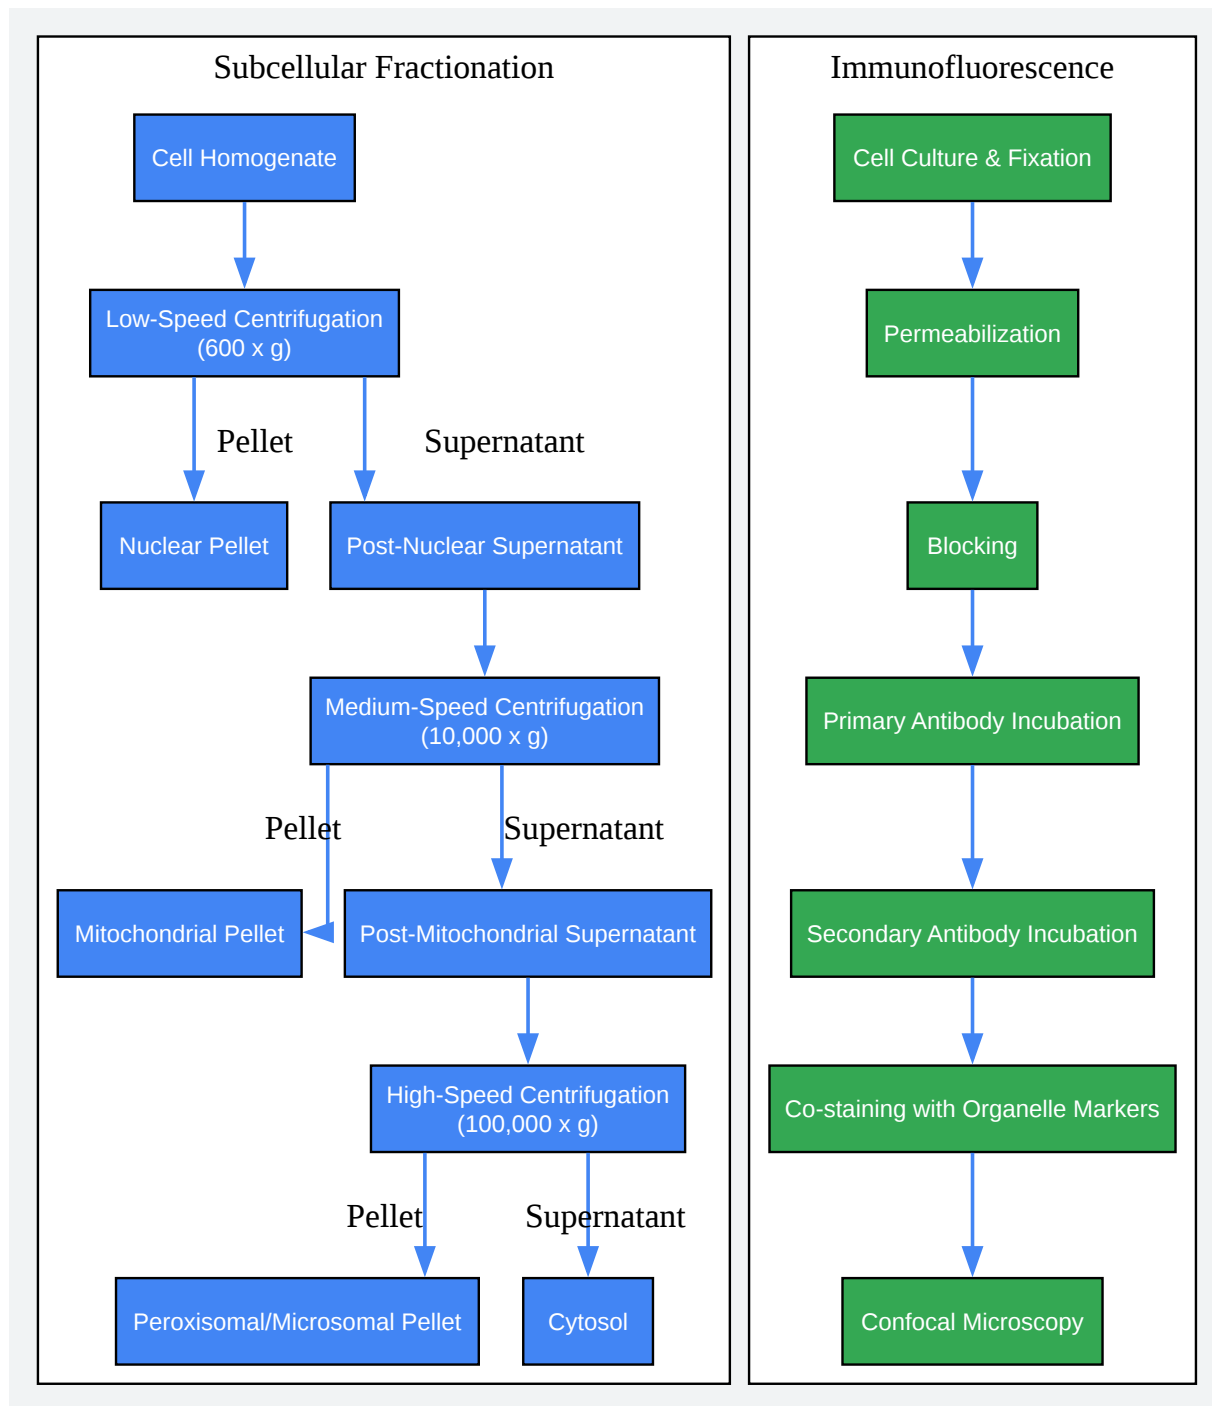 Subcellular Fractionation
Cell Homogenate
Low-Speed Centrifugation
(600 x g)
Pellet
Supernatant
Nuclear Pellet
Post-Nuclear Supernatant
Medium-Speed Centrifugation
(10,000 x g)
Pellet
Supernatant
Mitochondrial Pellet
Post-Mitochondrial Supernatant
High-Speed Centrifugation
(100,000 x g)
Pellet
Supernatant
Peroxisomal/Microsomal Pellet
Cytosol
Immunofluorescence
Cell Culture & Fixation
Permeabilization
Blocking
Primary Antibody Incubation
Secondary Antibody Incubation
Co-staining with Organelle Markers
Confocal Microscopy